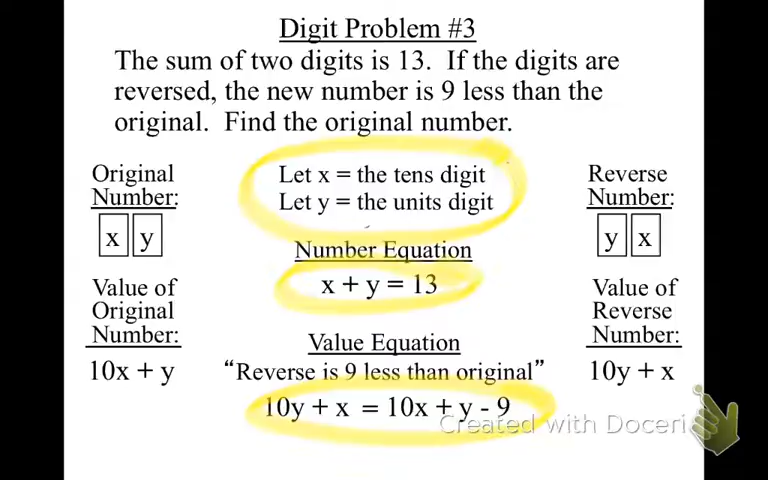 Digit Problem #3
The sum of two digits is 13. If the digits are
reversed, the new number is 9 less than the
original. Find the original number.
Original
Number:
x y
Value of
Original
Number:
10x + y
Let x = the tens digit
Let y = the units digit
Number Equation
x + y = 13
Value Equation
“Reverse is 9 less than original”
10y + x = 10x + y - 9
Reverse
Number:
y x
Value of
Reverse
Number:
10y + x
Created with Doceri